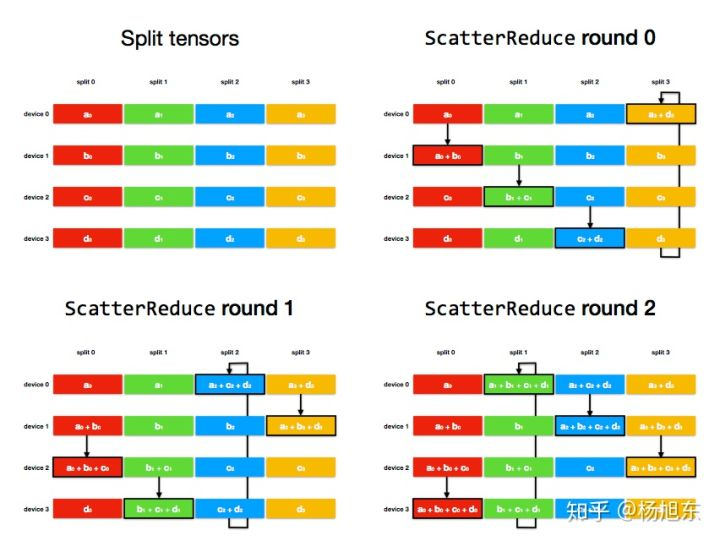 Split tensors
split 0 split 1 split 2 split 3
device 0 a₀ a₁ a₂ a₃
device 1 b₀ b₁ b₂ b₃
device 2 c₀ c₁ c₂ c₃
device 3 d₀ d₁ d₂ d₃
ScatterReduce round 0
split 0 split 1 split 2 split 3
device 0 a₀ a₁ a₂ a₃ + d₃
device 1 a₀ + b₀ b₁ b₂ b₃
device 2 c₀ b₁ + c₁ c₂ c₃
device 3 d₀ d₁ c₂ + d₂ d₃
ScatterReduce round 1
split 0 split 1 split 2 split 3
device 0 a₀ a₁ a₂ + c₂ + d₂ a₃ + d₃
device 1 a₀ + b₀ b₁ b₂ a₃ + b₃ + d₃
device 2 a₀ + b₀ + c₀ b₁ + c₁ c₂ c₃
device 3 d₀ b₁ + c₁ + d₁ c₂ + d₂ d₃
ScatterReduce round 2
split 0 split 1 split 2 split 3
device 0 a₀ a₁ + b₁ + c₁ + d₁ a₂ + c₂ + d₂ a₃ + d₃
device 1 a₀ + b₀ b₁ a₂ + b₂ + c₂ + d₂ a₃ + b₃ + d₃
device 2 a₀ + b₀ + c₀ b₁ + c₁ c₂ a₃ + b₃ + c₃ + d₃
device 3 a₀ + b₀ + c₀ + d₀ b₁ + c₁ + d₁ c₂ + d₂ d₃
知乎 @杨旭东